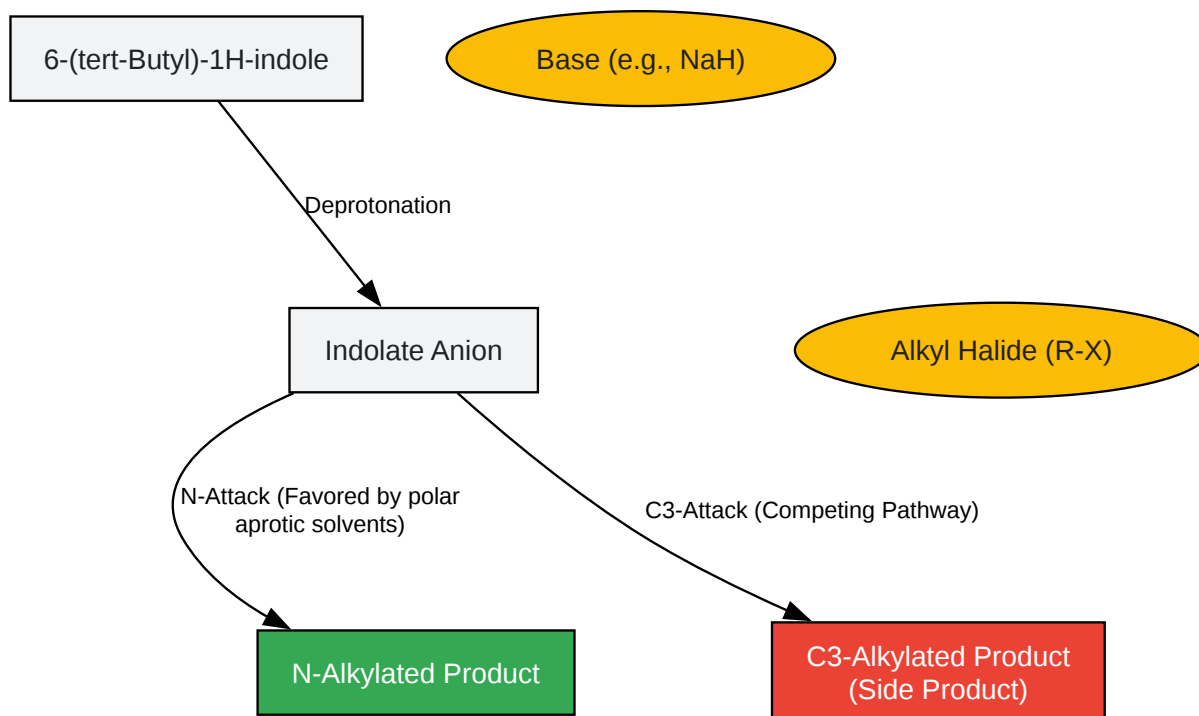 6-(tert-Butyl)-1H-indole
Base (e.g., NaH)
Deprotonation
Indolate Anion
Alkyl Halide (R-X)
N-Attack (Favored by polar
aprotic solvents)
C3-Attack (Competing Pathway)
N-Alkylated Product
C3-Alkylated Product
(Side Product)